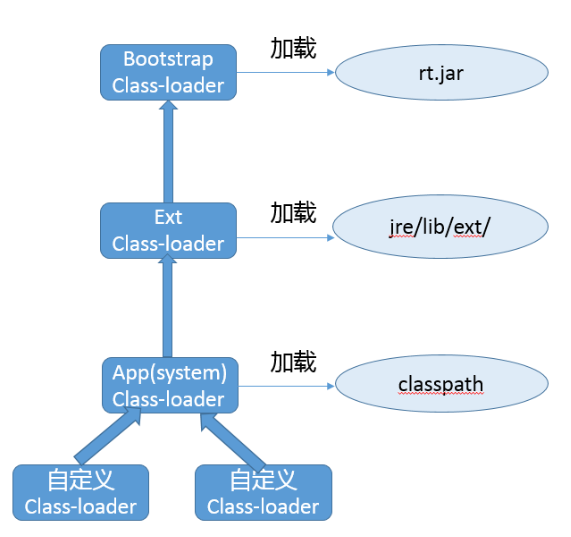 Bootstrap
Class-loader
加载
rt.jar
Ext
Class-loader
加载
jre/lib/ext/
App(system)
Class-loader
加载
classpath
自定义
Class-loader
自定义
Class-loader